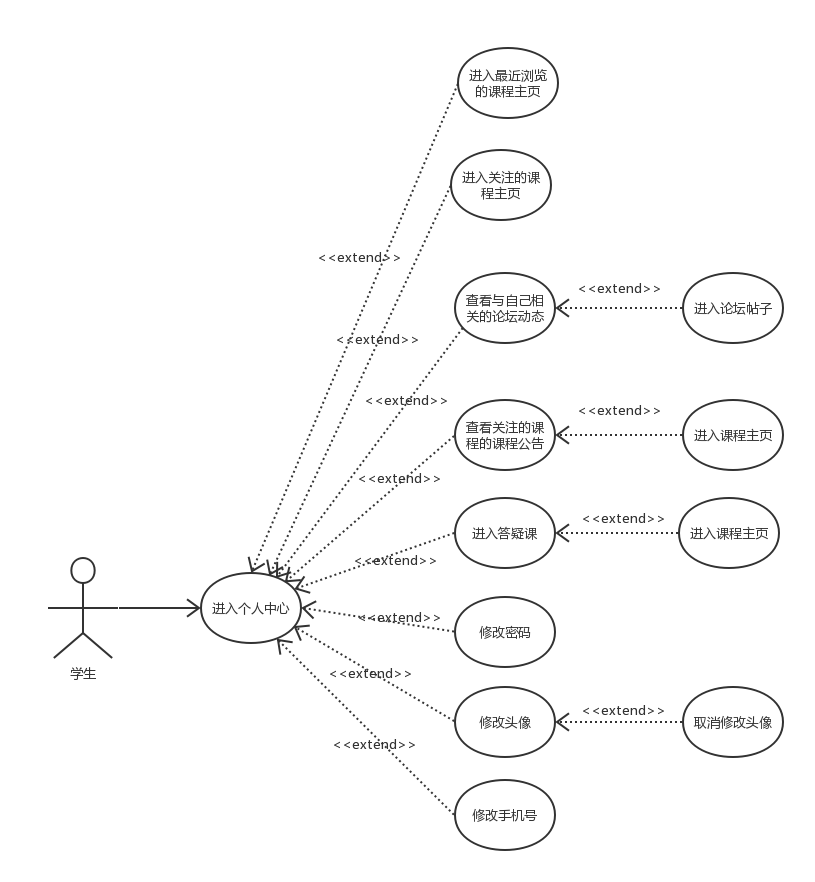 进入最近浏览
的课程主页
进入关注的课
程主页
<<extend>>
查看与自己相
关的论坛动态
<<extend>>
进入论坛帖子
<<extend>>
<<extend>>
查看关注的课
程的课程公告
<<extend>>
进入课程主页
<<extend>>
进入答疑课
<<extend>>
进入课程主页
<<extend>>
进入个人中心
<<extend>>
修改密码
学生
<<extend>>
修改头像
<<extend>>
取消修改头像
<<extend>>
修改手机号